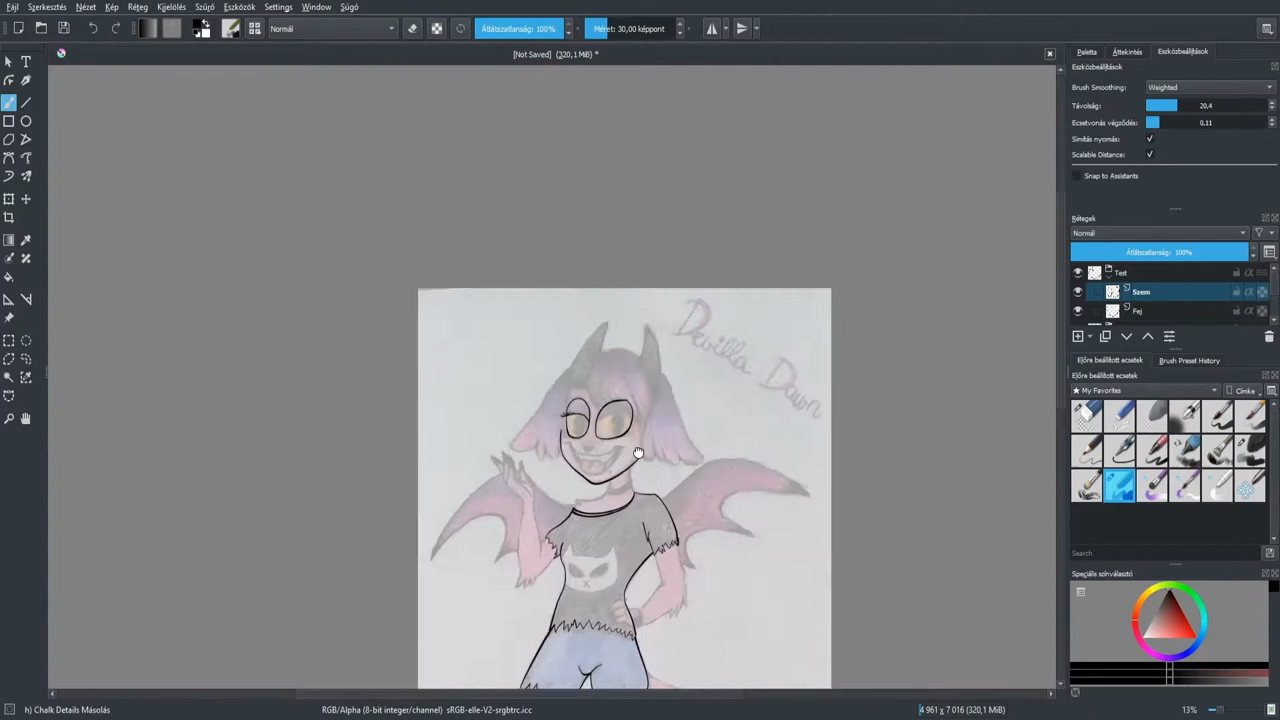 Fájl Szerkesztés Nézet Kép Réteg Kijelölés Szűrő Eszközök Settings Window Súgó
Normál Átlátszatlanság: 100% Méret: 30,00 képpont
[Not Saved] (320,1 MiB) *
Paletta Áttekintés Eszközbeállítások
Eszközbeállítások
Brush Smoothing: Weighted
Távolság: 20,4
Ecsetvonás végződés: 0,11
Simítás nyomás:
Scalable Distance:
Snap to Assistants
Rétegek
Normál
Átlátszatlanság: 100%
Test
Szem
Fej
Előre beállított ecsetek Brush Preset History
Előre beállított ecsetek
My Favorites Címke
Search
Speciális színválasztó
Devilla Dawn
h) Chalk Details Másolás RGB/Alpha (8-bit integer/channel) sRGB-elle-V2-srgbtrc.icc 4 961 x 7 016 (320,1 MiB) 13%